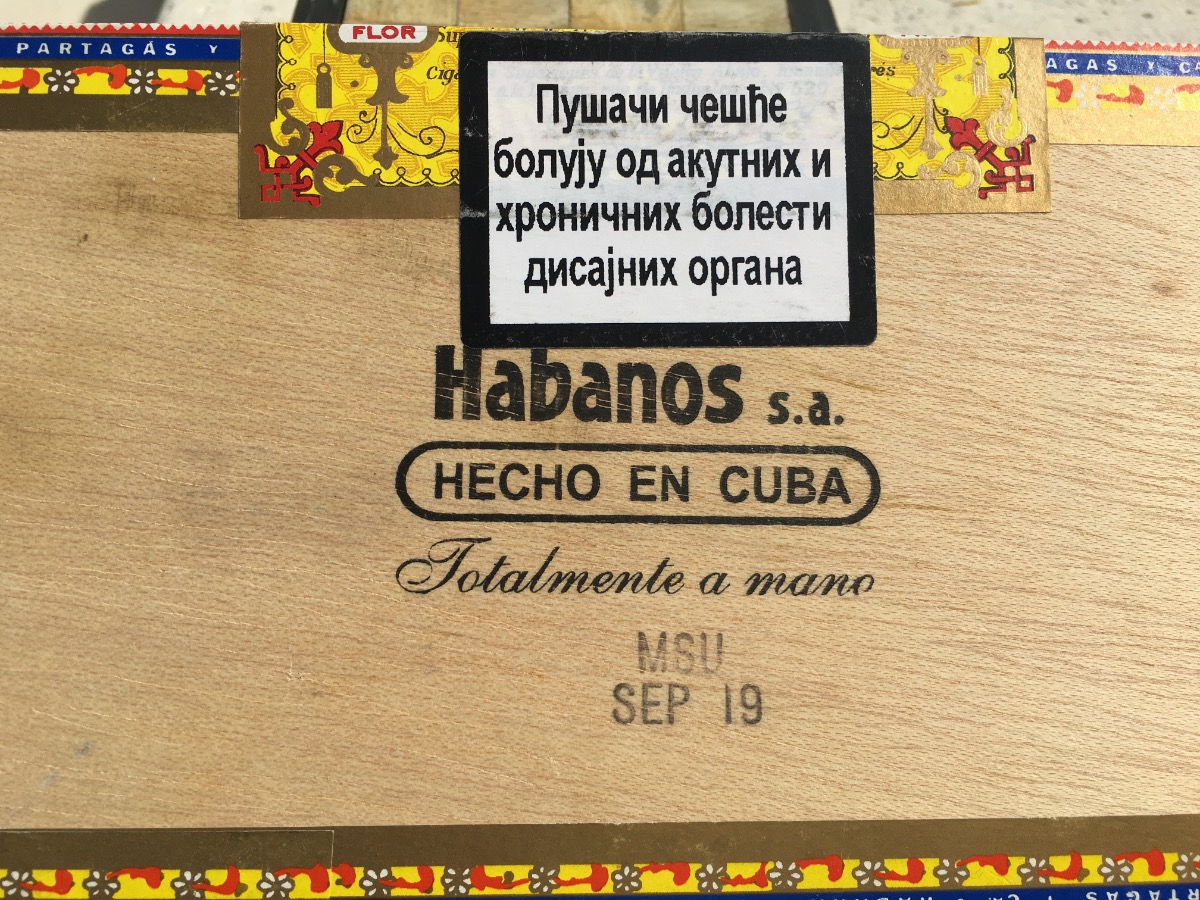 PARTAGÁS Y
FLOR
Пушачи чешће
болују од акутних и
хроничних болести
дисајних органа
Habanos s.a.
HECHO EN CUBA
Totalmente a mano
MSU
SEP 19